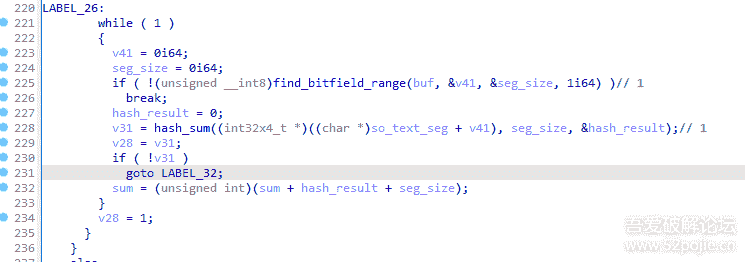 220 LABEL_26:
221 while ( 1 )
222 {
223 v41 = 0i64;
224 seg_size = 0i64;
225 if ( !(unsigned __int8)find_bitfield_range(buf, &v41, &seg_size, 1i64) )// 1
226 break;
227 hash_result = 0;
228 v31 = hash_sum((int32x4_t *)((char *)so_text_seg + v41), seg_size, &hash_result);// 1
229 v28 = v31;
230 if ( !v31 )
231 goto LABEL_32;
232 sum = (unsigned int)(sum + hash_result + seg_size);
233 }
234 v28 = 1;
235 }
236 }
237 else
吾爱破解论坛
www.52pojie.cn